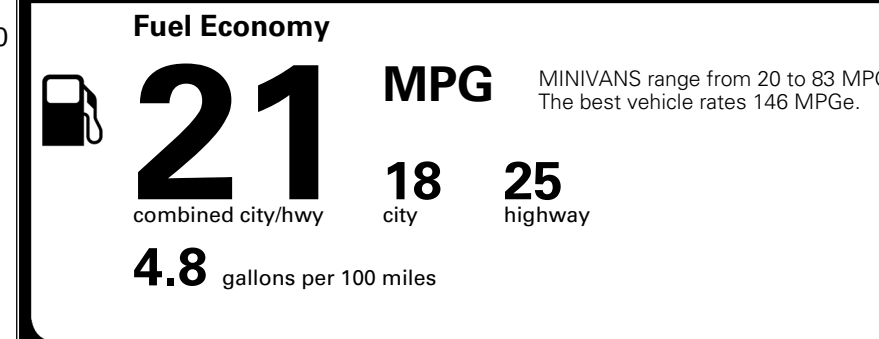 0
Fuel Economy
21
MPG
MINIVANS range from 20 to 83 MPG
The best vehicle rates 146 MPGe.
18
25
combined city/hwy
city
highway
4.8 gallons per 100 miles